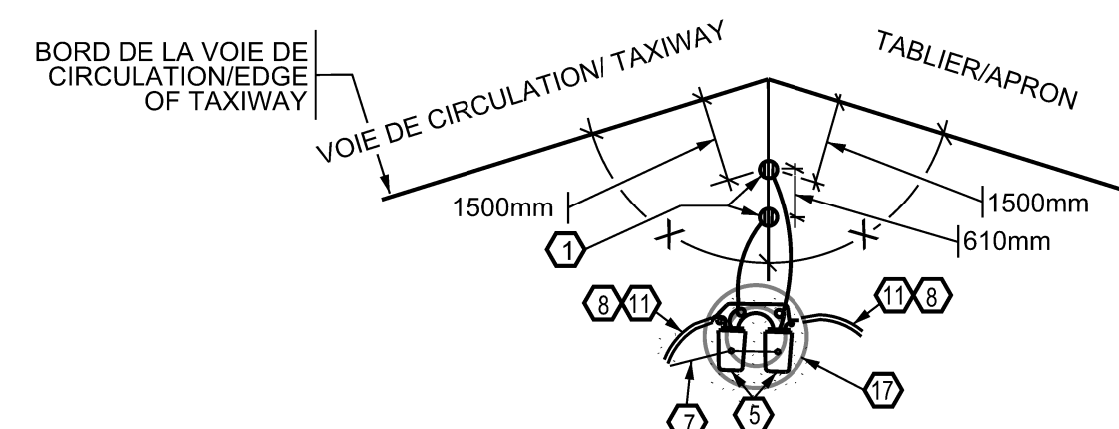 BORD DE LA VOIE DE
CIRCULATION/EDGE
OF TAXIWAY
VOIE DE CIRCULATION/ TAXIWAY
TABLIER/APRON
1500mm
1500mm
610mm
1
8 11
11 8
17
7
5